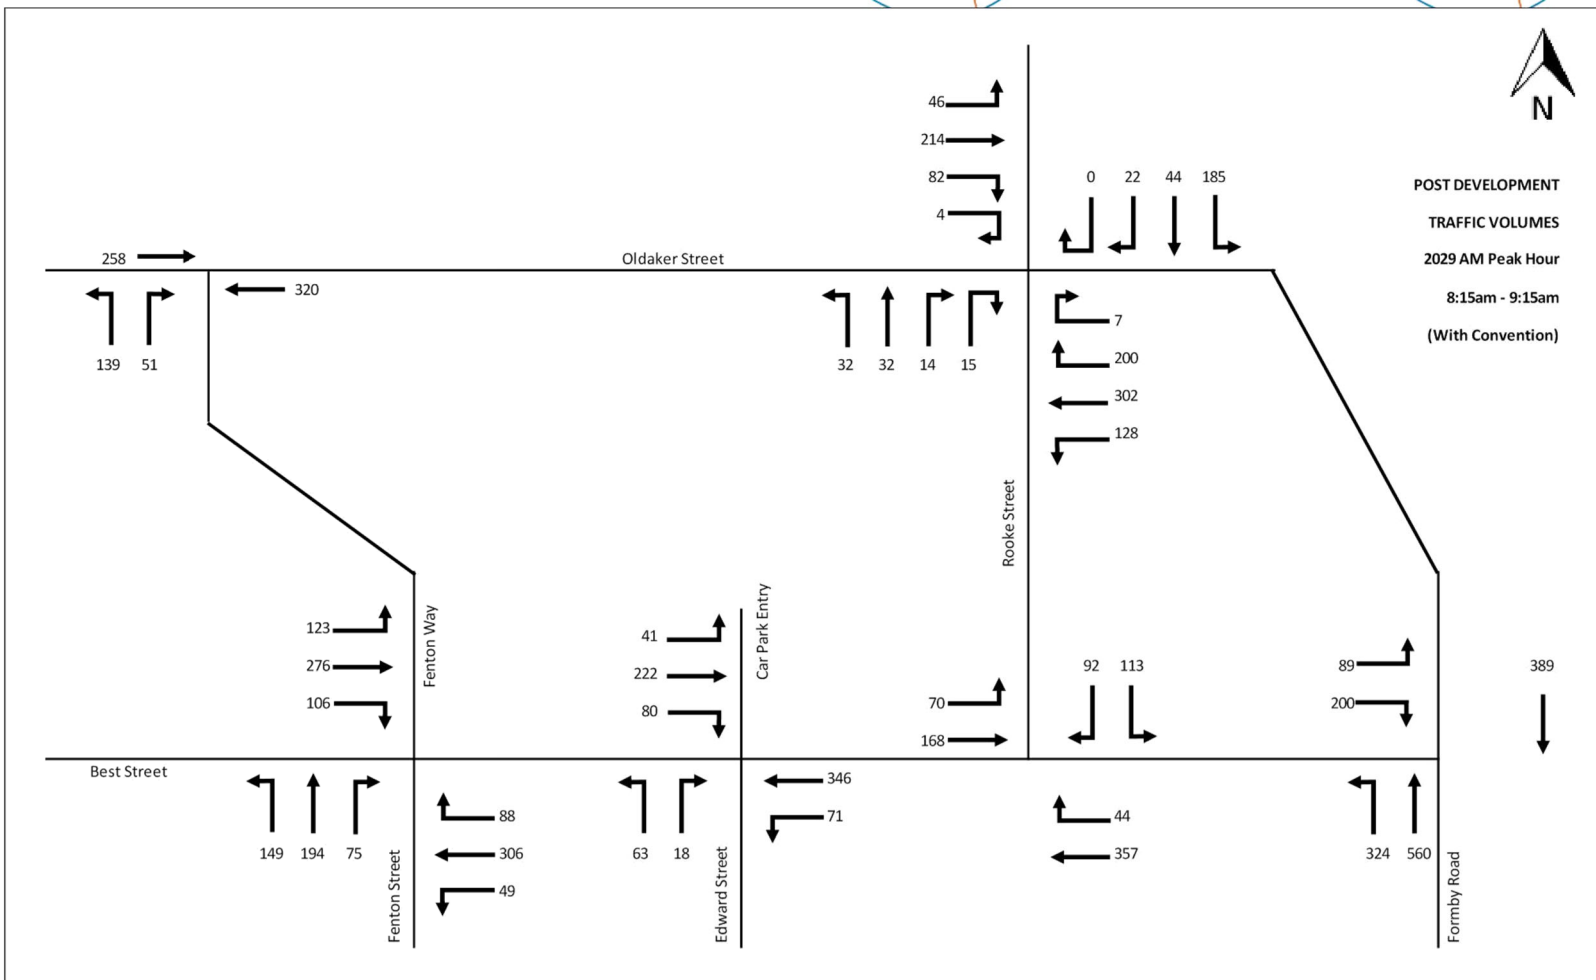 N
POST DEVELOPMENT
TRAFFIC VOLUMES
2029 AM Peak Hour
8:15am - 9:15am
(With Convention)
46
214
82
4
0 22 44 185
258
Oldaker Street
320
139 51
32 32 14 15
7
200
302
128
Rooke Street
123
276
106
Fenton Way
41
222
80
Car Park Entry
70
168
92 113
89
200
389
Best Street
149 194 75
88
306
49
Fenton Street
63 18
346
71
Edward Street
44
357
324 560
Formby Road